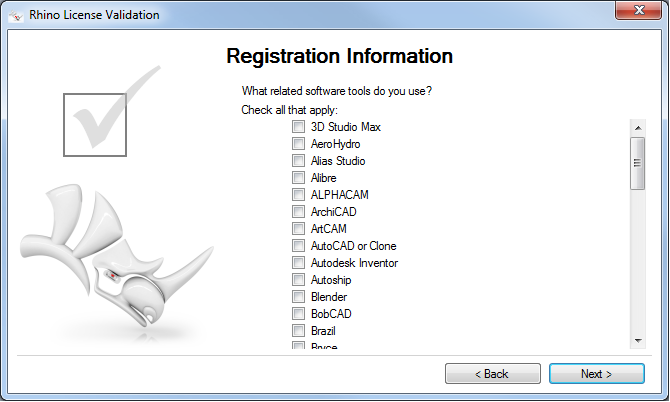 Rhino License Validation
Registration Information
What related software tools do you use?
Check all that apply:
3D Studio Max
AeroHydro
Alias Studio
Alibre
ALPHACAM
ArchiCAD
ArtCAM
AutoCAD or Clone
Autodesk Inventor
Autoship
Blender
BobCAD
Brazil
Bryce
< Back
Next >